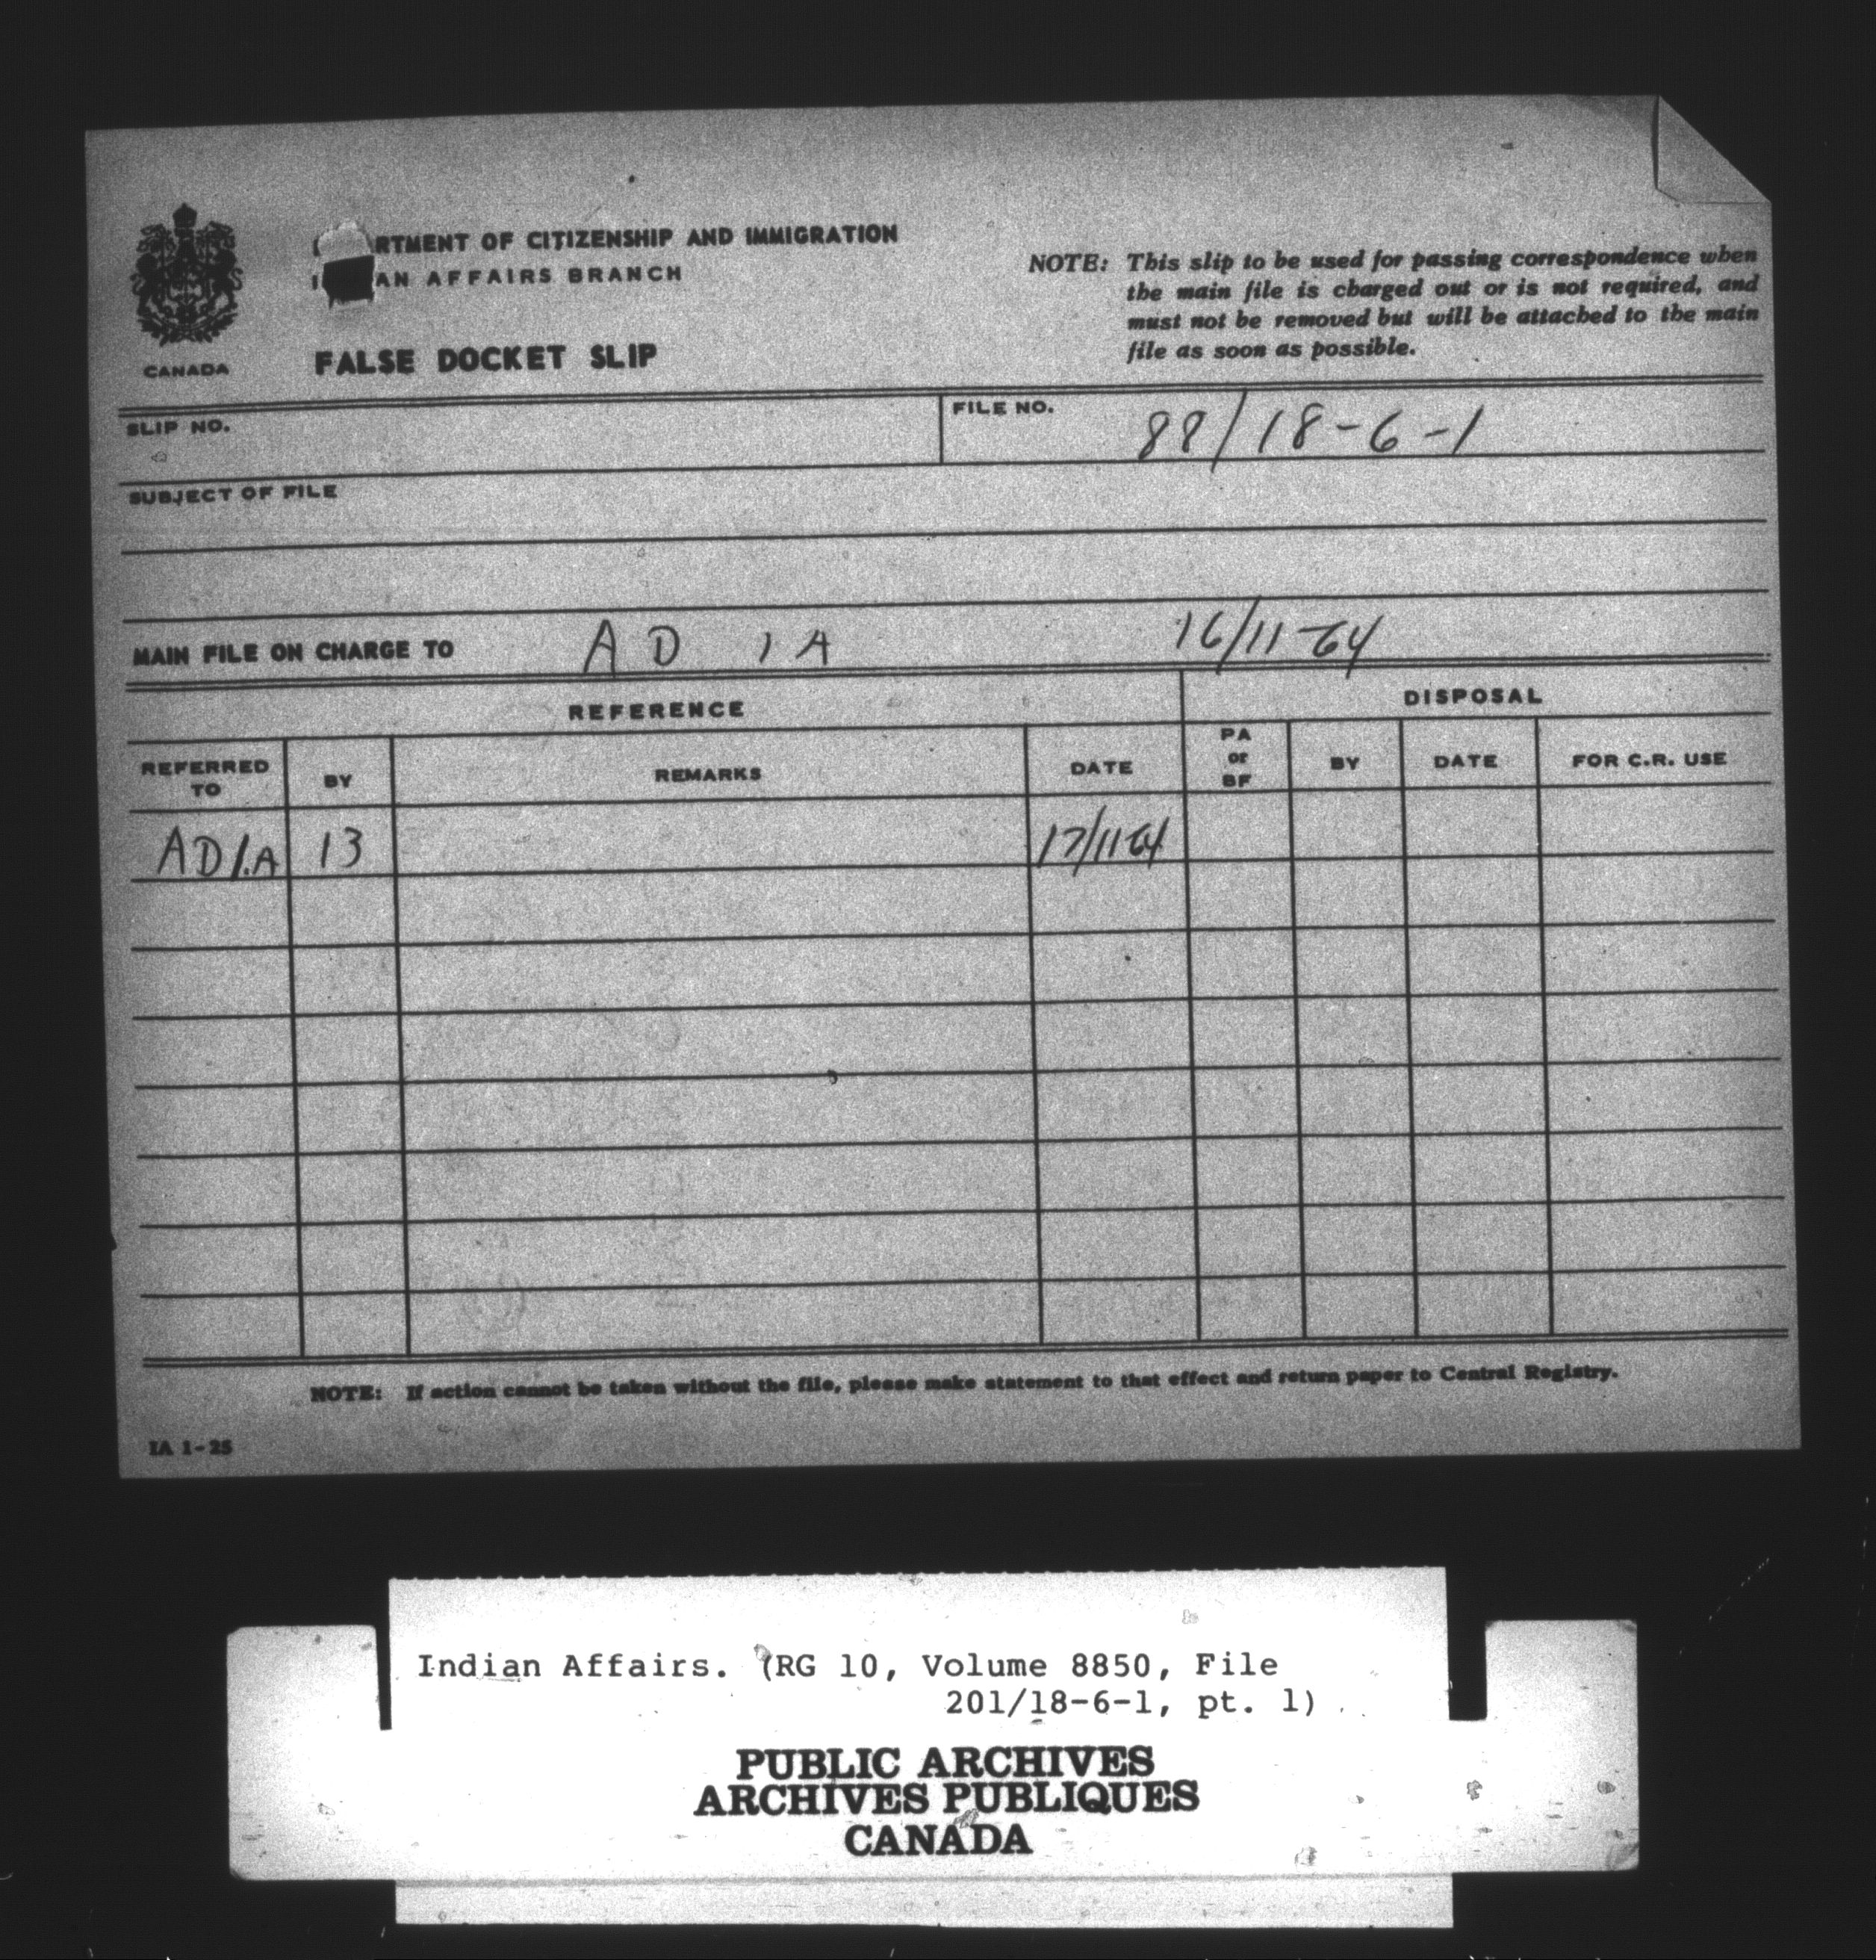 RTMENT OF CITIZENSHIP AND IMMIGRATION
AN AFFAIRS BRANCH
CANADA
FALSE DOCKET SLIP
NOTE: This slip to be used for passing correspondence when
the main file is charged out or is not required, and
must not be removed but will be attached to the main
file as soon as possible.
SLIP NO.
FILE NO. 88/18-6-1
SUBJECT OF FILE
MAIN FILE ON CHARGE TO AD IA 16/11-64
REFERENCE
DISPOSAL
REFERRED
TO
BY
REMARKS
DATE
PA
or
BF
BY
DATE
FOR C.R. USE
AD/.A 13 17/11-64
NOTE: If action cannot be taken without the file, please make statement to that effect and return paper to Central Registry.
IA 1-25
Indian Affairs. (RG 10, Volume 8850, File
201/18-6-1, pt. 1)
PUBLIC ARCHIVES
ARCHIVES PUBLIQUES
CANADA